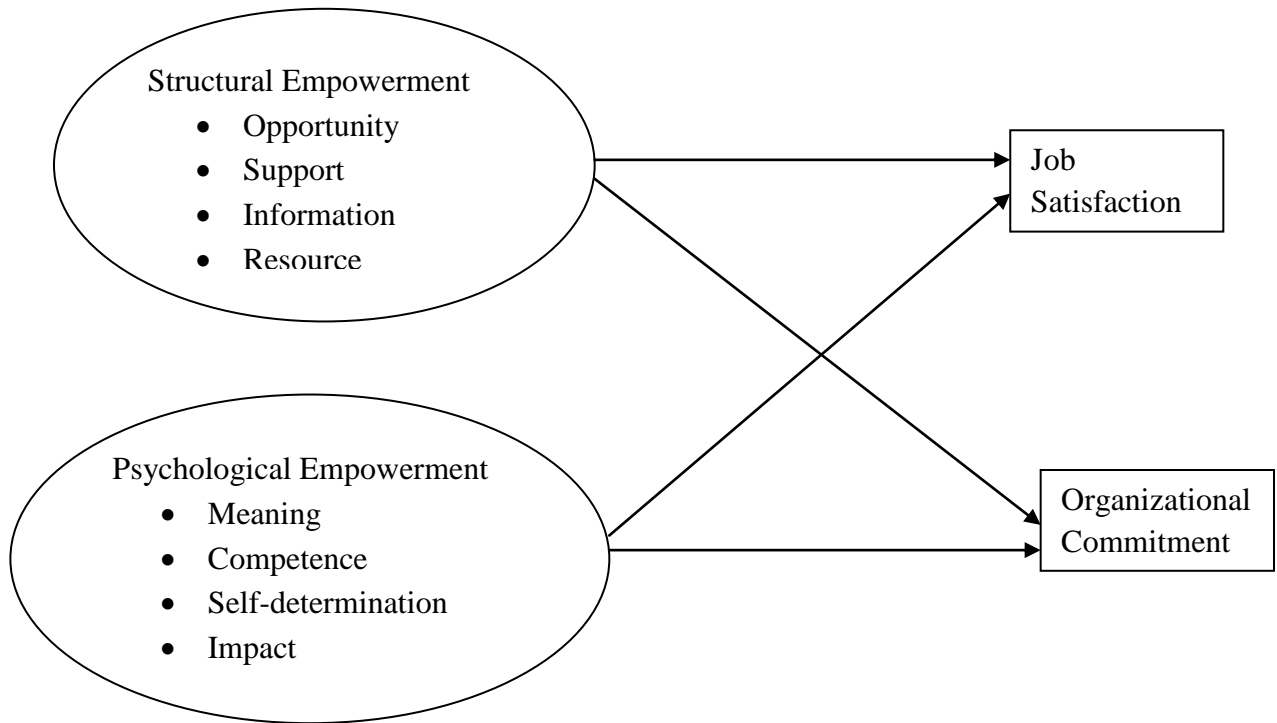 Structural Empowerment
• Opportunity
• Support
• Information
• Resource
Job
Satisfaction
Psychological Empowerment
• Meaning
• Competence
• Self-determination
• Impact
Organizational
Commitment